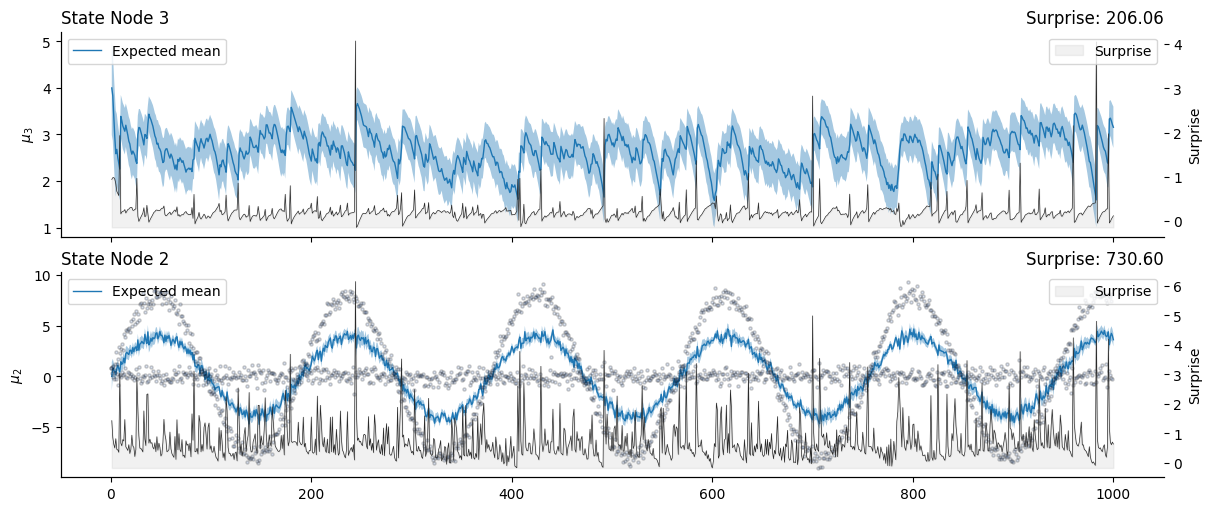 State Node 3
Surprise: 206.06
Expected mean
Surprise
5
4
3
2
1
μ3
4
3
2
1
0
Surprise
State Node 2
Surprise: 730.60
Expected mean
Surprise
10
5
0
−5
μ2
6
5
4
3
2
1
0
Surprise
0
200
400
600
800
1000